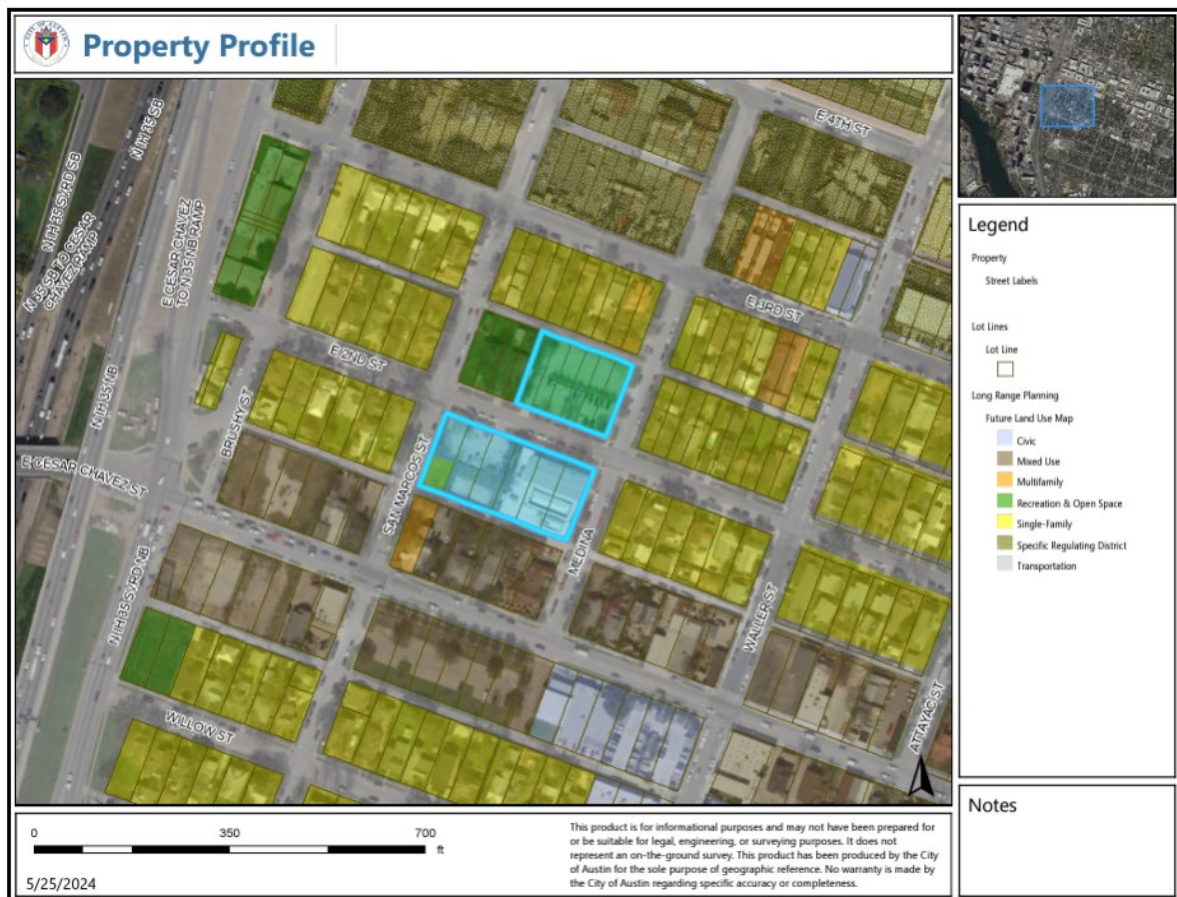 CITY OF AUSTIN
Property Profile
N IH 35 SB
N IH 35 SVRD SB
N 35 SB TO E CESAR
CHAVEZ RAMP
E CESAR CHAVEZ
TO N 35 NB RAMP
N IH 35 NB
E 4TH ST
E 3RD ST
E 2ND ST
BRUSHY ST
SAN MARCOS ST
E CESAR CHAVEZ ST
MEDINA
N IH 35 SVRD NB
WALLER ST
WILLOW ST
ATTAYAC ST
Legend
Property
Street Labels
Lot Lines
Lot Line
Long Range Planning
Future Land Use Map
Civic
Mixed Use
Multifamily
Recreation & Open Space
Single-Family
Specific Regulating District
Transportation
Notes
0 350 700
ft
5/25/2024
This product is for informational purposes and may not have been prepared for
or be suitable for legal, engineering, or surveying purposes. It does not
represent an on-the-ground survey. This product has been produced by the City
of Austin for the sole purpose of geographic reference. No warranty is made by
the City of Austin regarding specific accuracy or completeness.